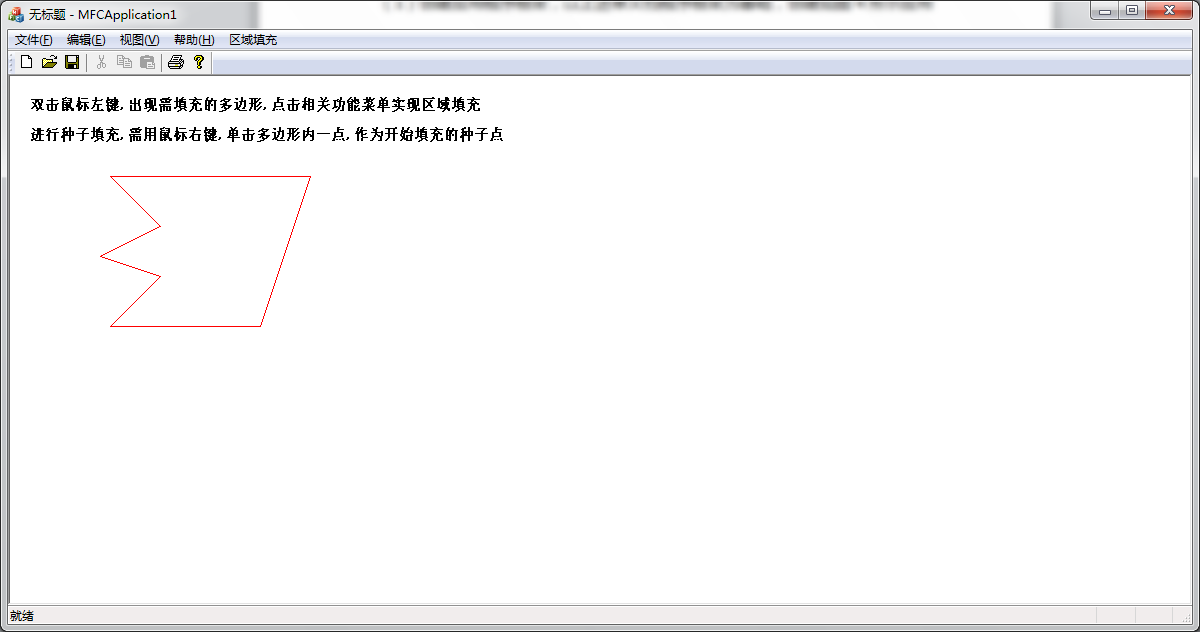 无标题 - MFCApplication1
文件(F) 编辑(E) 视图(V) 帮助(H) 区域填充
双击鼠标左键, 出现需填充的多边形, 点击相关功能菜单实现区域填充
进行种子填充, 需用鼠标右键, 单击多边形内一点, 作为开始填充的种子点
就绪